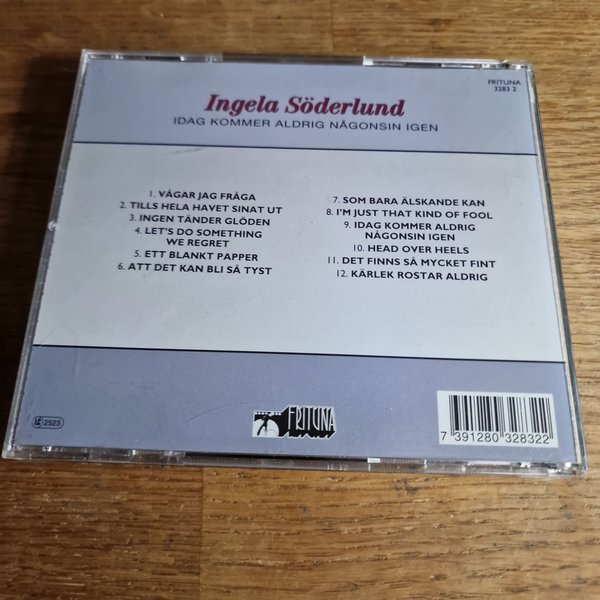 FRITUNA
3283 2
Ingela Söderlund
IDAG KOMMER ALDRIG NÅGONSIN IGEN
1. VÅGAR JAG FRÅGA
2. TILLS HELA HAVET SINAT UT
3. INGEN TÄNDER GLÖDEN
4. LET'S DO SOMETHING
WE REGRET
5. ETT BLANKT PAPPER
6. ATT DET KAN BLI SÅ TYST
7. SOM BARA ÄLSKANDE KAN
8. I'M JUST THAT KIND OF FOOL
9. IDAG KOMMER ALDRIG
NÅGONSIN IGEN
10. HEAD OVER HEELS
11. DET FINNS SÅ MYCKET FINT
12. KÄRLEK ROSTAR ALDRIG
LC 2523
FRITUNA
7 391280 328322